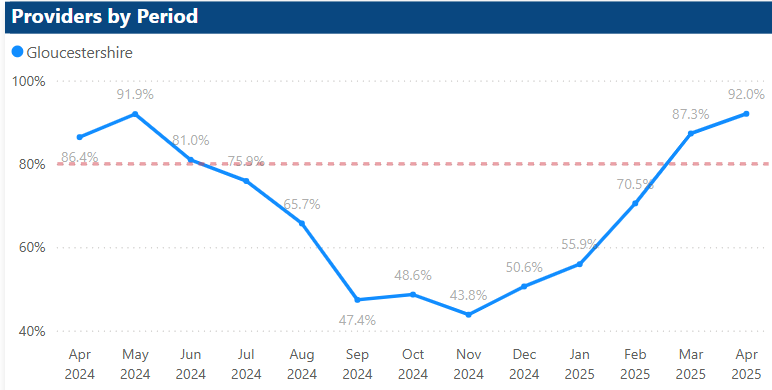 Providers by Period
Gloucestershire
100%
80%
60%
40%
86.4%
91.9%
81.0%
75.9%
65.7%
47.4%
48.6%
43.8%
50.6%
55.9%
70.5%
87.3%
92.0%
Apr 2024
May 2024
Jun 2024
Jul 2024
Aug 2024
Sep 2024
Oct 2024
Nov 2024
Dec 2024
Jan 2025
Feb 2025
Mar 2025
Apr 2025